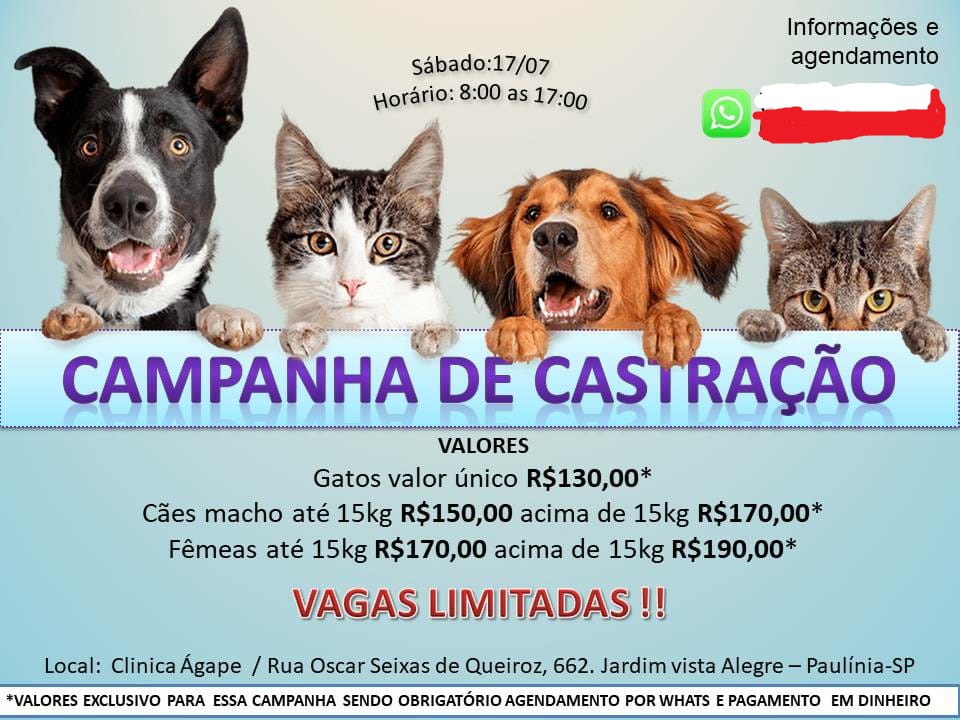 Informações e
agendamento
Sábado:17/07
Horário: 8:00 as 17:00
CAMPANHA DE CASTRAÇÃO
VALORES
Gatos valor único R$130,00*
Cães macho até 15kg R$150,00 acima de 15kg R$170,00*
Fêmeas até 15kg R$170,00 acima de 15kg R$190,00*
VAGAS LIMITADAS !!
Local: Clinica Ágape / Rua Oscar Seixas de Queiroz, 662. Jardim vista Alegre – Paulínia-SP
*VALORES EXCLUSIVO PARA ESSA CAMPANHA SENDO OBRIGATÓRIO AGENDAMENTO POR WHATS E PAGAMENTO EM DINHEIRO